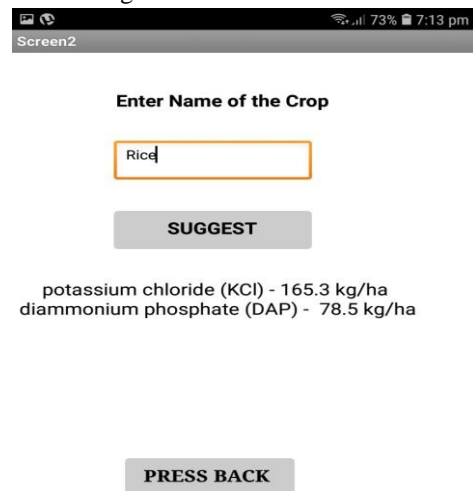 73% 7:13 pm
Screen2
Enter Name of the Crop
Rice
SUGGEST
potassium chloride (KCl) - 165.3 kg/ha
diammonium phosphate (DAP) - 78.5 kg/ha
PRESS BACK